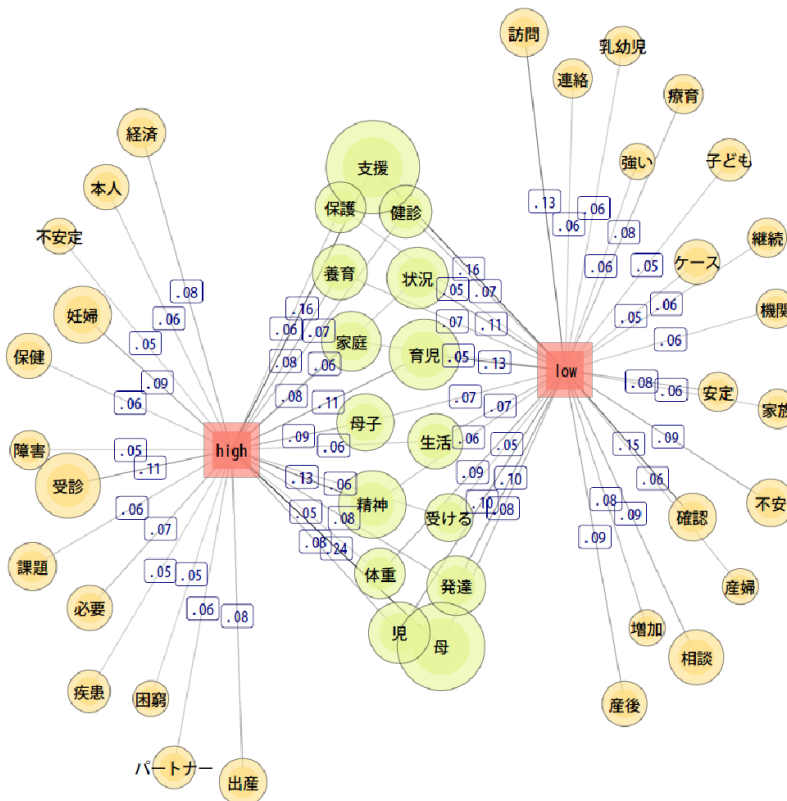 訪問
乳幼児
連絡
療育
経済
強い
子ども
支援
本人
保護
健診
.13
.06
.06
不安定
継続
.08
養育
状況
.16
.06
.05
ケース
.08
.05
.07
妊婦
.06
.16
.05
.06
機関
.06
.07
.07
.11
家庭
育児
.06
.05
保健
.08
.06
.05
.13
low
.09
.08
.06
安定
家族
.06
.08
.11
.07
.07
母子
障害
.05
high
.09
.06
生活
.06
.05
.15
.09
受診
.11
.13
.06
.09
.10
.06
精神
受ける
.06
.05
.08
.10
.08
.08
.09
確認
不安
.07
.08
.24
.09
課題
.05
.05
体重
発達
産婦
必要
.06
.08
児
母
増加
相談
疾患
困窮
産後
パートナー
出産